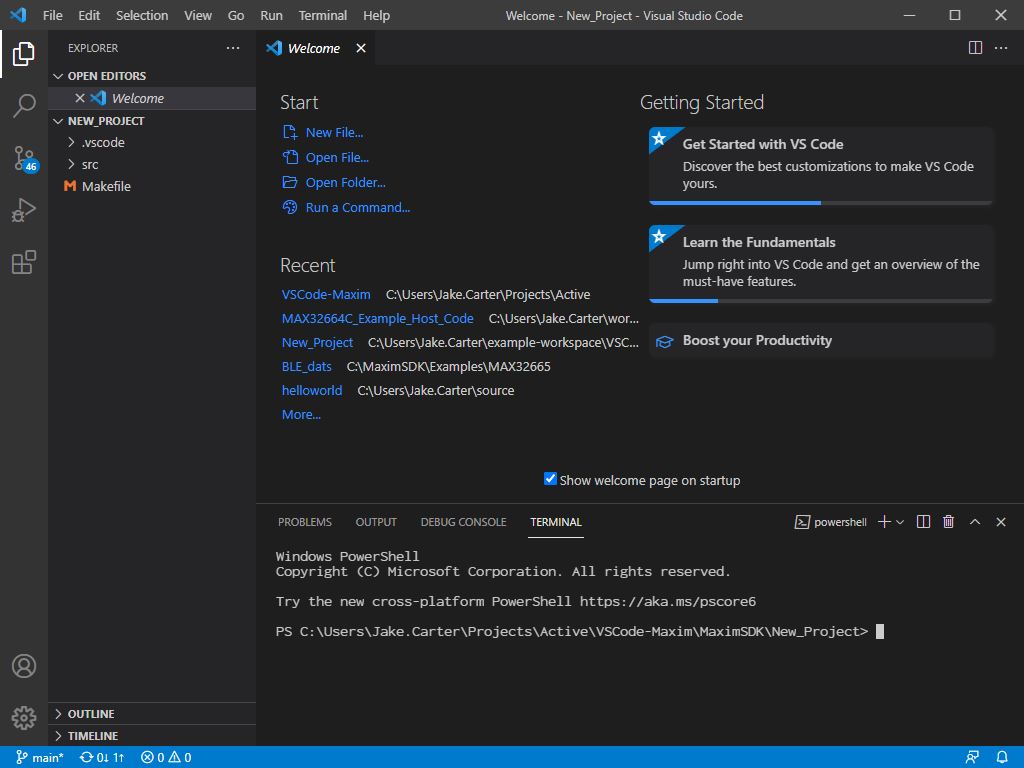 File Edit Selection View Go Run Terminal Help Welcome - New_Project - Visual Studio Code
EXPLORER
Welcome
OPEN EDITORS
Welcome
NEW_PROJECT
.vscode
src
Makefile
46
Start
New File...
Open File...
Open Folder...
Run a Command...
Recent
VSCode-Maxim C:\Users\Jake.Carter\Projects\Active
MAX32664C_Example_Host_Code C:\Users\Jake.Carter\wor...
New_Project C:\Users\Jake.Carter\example-workspace\VSC...
BLE_dats C:\MaximSDK\Examples\MAX32665
helloworld C:\Users\Jake.Carter\source
More...
Getting Started
Get Started with VS Code
Discover the best customizations to make VS Code
yours.
Learn the Fundamentals
Jump right into VS Code and get an overview of the
must-have features.
Boost your Productivity
Show welcome page on startup
PROBLEMS OUTPUT DEBUG CONSOLE TERMINAL powershell
Windows PowerShell
Copyright (C) Microsoft Corporation. All rights reserved.
Try the new cross-platform PowerShell https://aka.ms/pscore6
PS C:\Users\Jake.Carter\Projects\Active\VSCode-Maxim\MaximSDK\New_Project>
OUTLINE
TIMELINE
main* 0↓ 1↑ 0 0